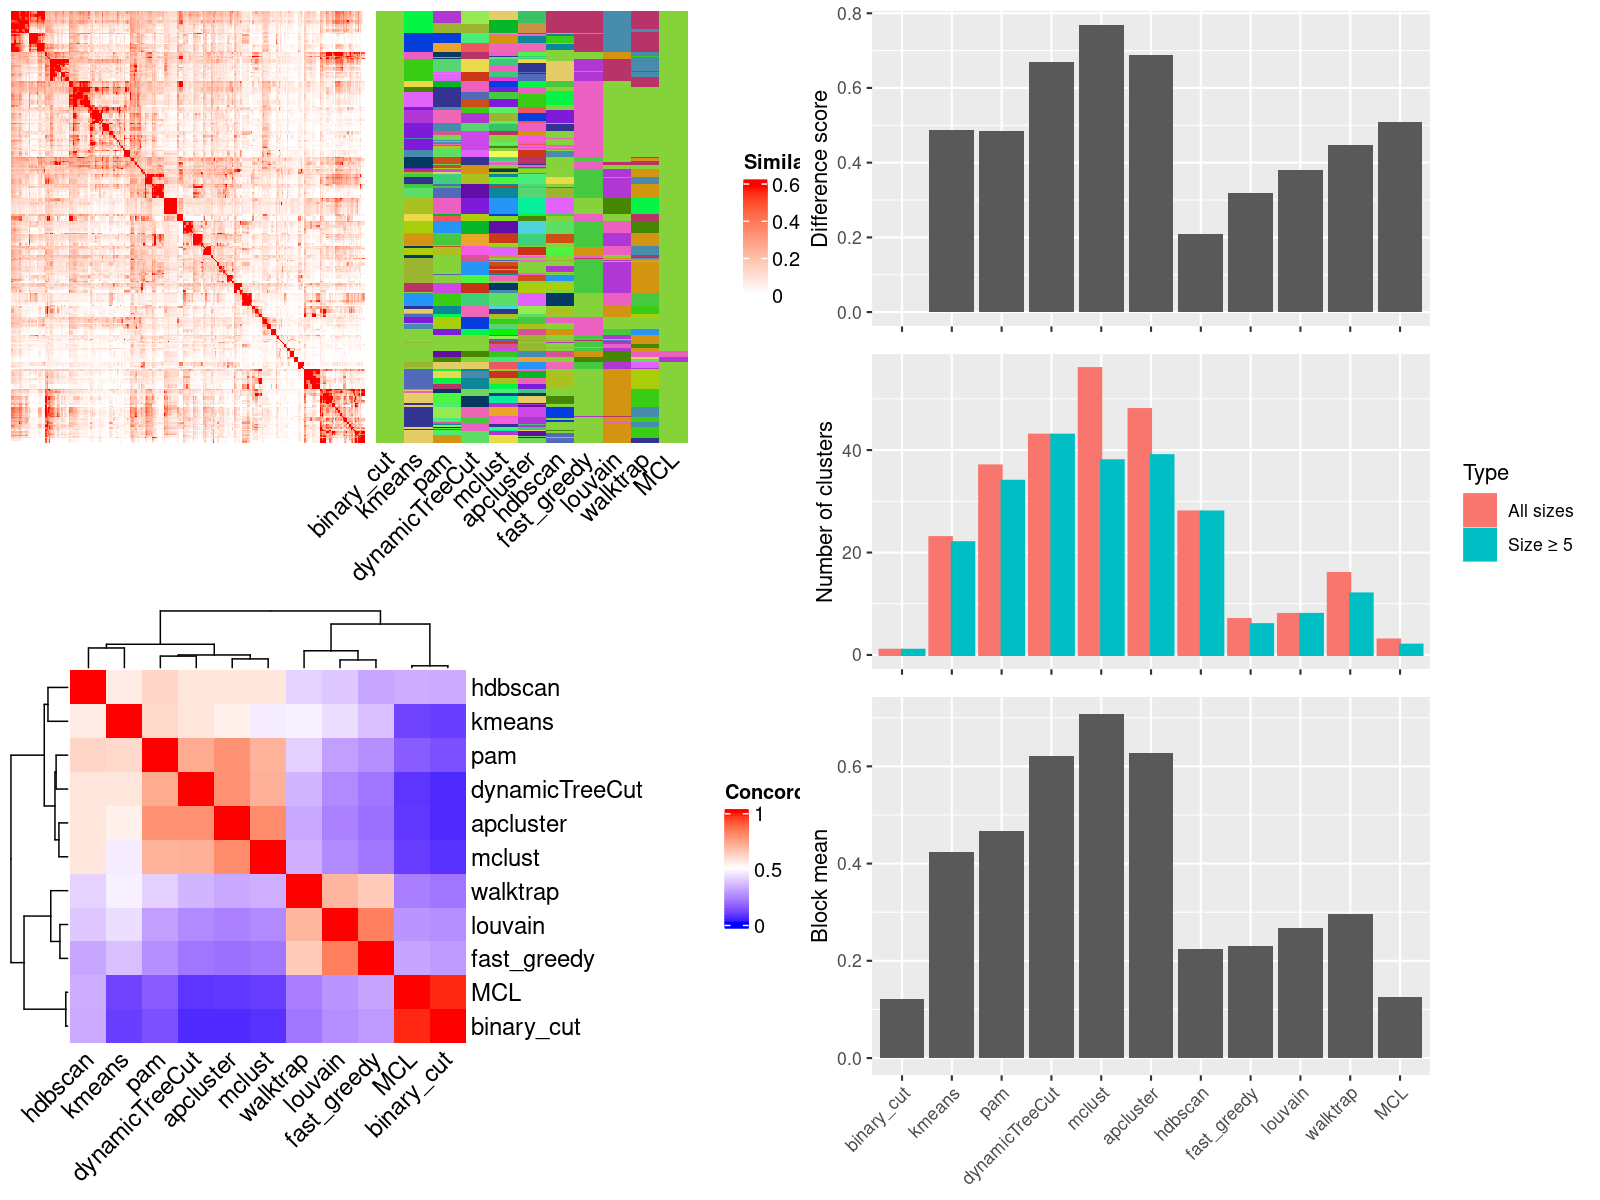 Simila
0.6
0.4
0.2
0
binary_cut
kmeans
pam
dynamicTreeCut
mclust
apcluster
hdbscan
fast_greedy
louvain
walktrap
MCL
Difference score
0.8
0.6
0.4
0.2
0.0
Number of clusters
40
20
0
Type
All sizes
Size ≥ 5
hdbscan
kmeans
pam
dynamicTreeCut
apcluster
mclust
walktrap
louvain
fast_greedy
MCL
binary_cut
hdbscan
kmeans
pam
dynamicTreeCut
apcluster
mclust
walktrap
louvain
fast_greedy
MCL
binary_cut
Concorc
1
0.5
0
Block mean
0.6
0.4
0.2
0.0
binary_cut
kmeans
pam
dynamicTreeCut
mclust
apcluster
hdbscan
fast_greedy
louvain
walktrap
MCL